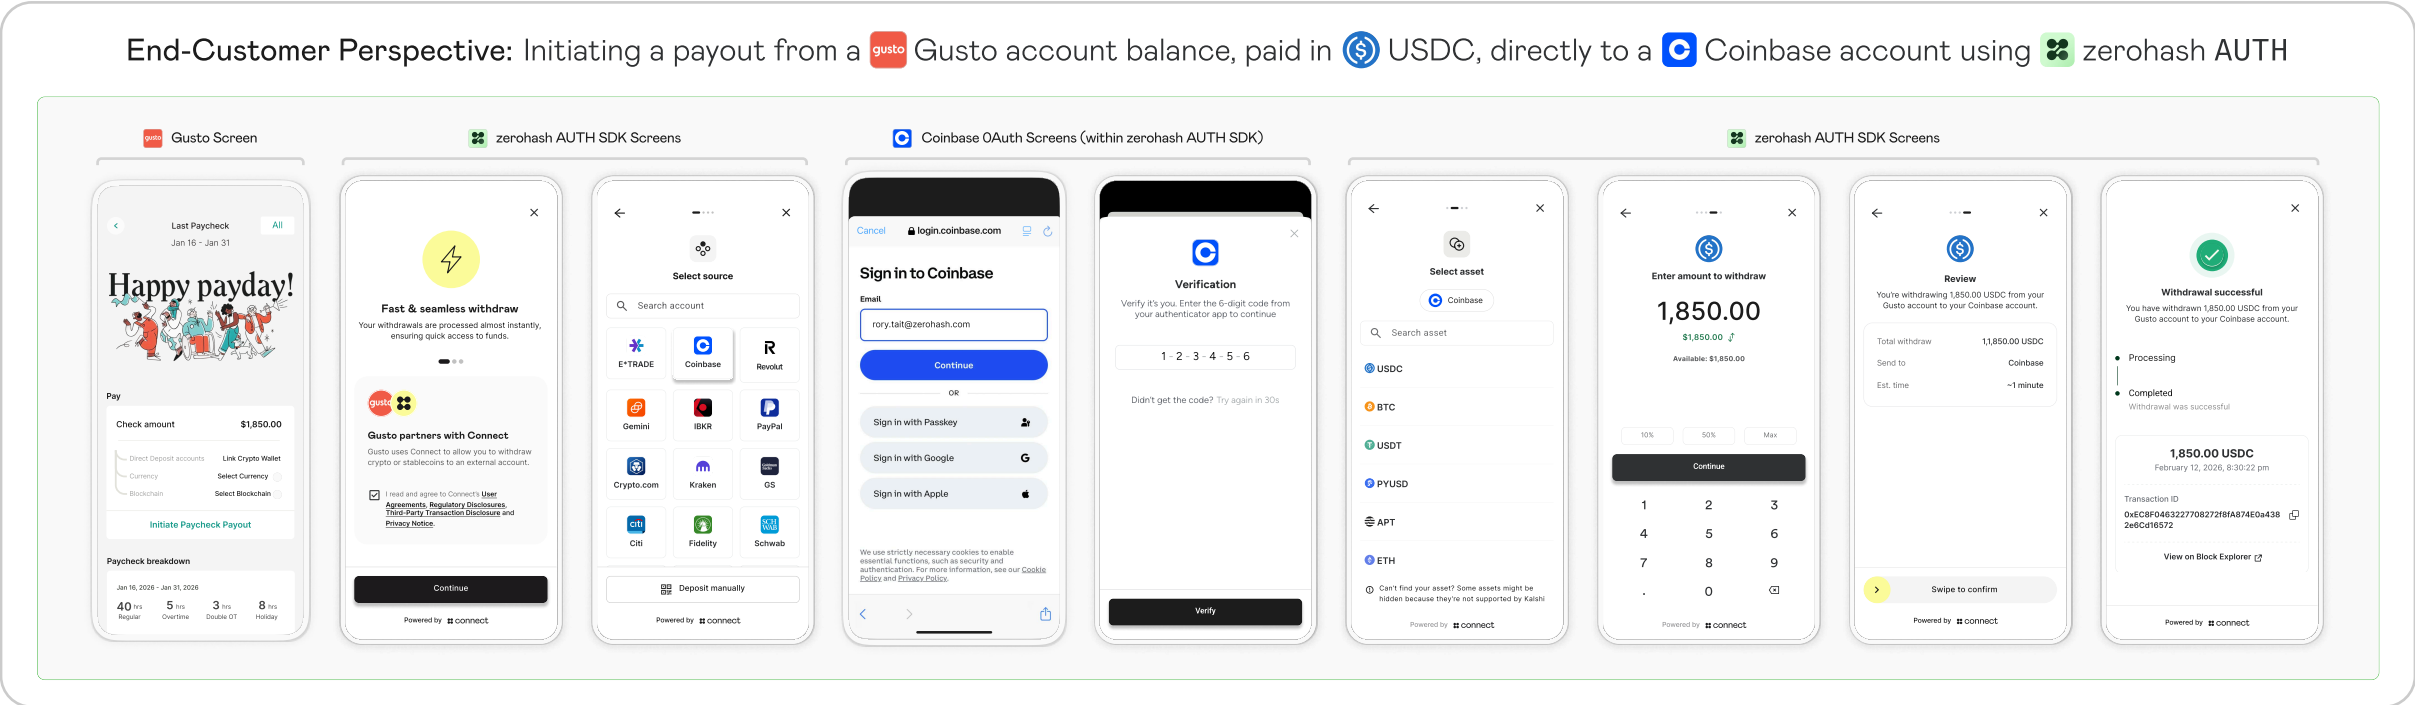 End-Customer Perspective: Initiating a payout from a gusto Gusto account balance, paid in USDC, directly to a Coinbase account using zerohash AUTH
gusto Gusto Screen
zerohash AUTH SDK Screens
Coinbase OAuth Screens (within zerohash AUTH SDK)
zerohash AUTH SDK Screens
Last Paycheck
All
Jan 16 - Jan 31
Happy payday!
Pay
Check amount $1,850.00
Direct Deposit accounts Link Crypto Wallet
Currency Select Currency
Blockchain Select Blockchain
Initiate Paycheck Payout
Paycheck breakdown
Jan 16, 2026 - Jan 31, 2026
40 hrs 5 hrs 3 hrs 8 hrs
Regular Overtime Double OT Holiday
Fast & seamless withdraw
Your withdrawals are processed almost instantly,
ensuring quick access to funds.
gusto
Gusto partners with Connect
Gusto uses Connect to allow you to withdraw
crypto or stablecoins to an external account.
I read and agree to Connect's User
Agreements, Regulatory Disclosures,
Third-Party Transaction Disclosure and
Privacy Notice.
Continue
Powered by connect
Select source
Search account
E*TRADE Coinbase Revolut
Gemini IBKR PayPal
Crypto.com Kraken GS
citi
SCHWAB
Citi Fidelity Schwab
Deposit manually
Powered by connect
Cancel login.coinbase.com
Sign in to Coinbase
Email
rory.tait@zerohash.com
Continue
OR
Sign in with Passkey
Sign in with Google
Sign in with Apple
We use strictly necessary cookies to enable
essential functions, such as security and
authentication. For more information, see our Cookie
Policy and Privacy Policy.
Verification
Verify it's you. Enter the 6-digit code from
your authenticator app to continue
1 - 2 - 3 - 4 - 5 - 6
Didn't get the code? Try again in 30s
Verify
Select asset
Coinbase
Search asset
USDC
BTC
USDT
PYUSD
APT
ETH
Can't find your asset? Some assets might be
hidden because they're not supported by Kalshi
Powered by connect
Enter amount to withdraw
1,850.00
$1,850.00
Available: $1,850.00
10% 50% Max
Continue
1 2 3
4 5 6
7 8 9
. 0
Powered by connect
Review
You're withdrawing 1,850.00 USDC from your
Gusto account to your Coinbase account.
Total withdraw 1,1,850.00 USDC
Send to Coinbase
Est. time ~1 minute
Swipe to confirm
Powered by connect
Withdrawal successful
You have withdrawn 1,850.00 USDC from your
Gusto account to your Coinbase account.
Processing
Completed
Withdrawal was successful
1,850.00 USDC
February 12, 2026, 8:30:22 pm
Transaction ID
0xEC8F0463227708272f8fA874E0a438
2e6Cd16572
View on Block Explorer
Powered by connect